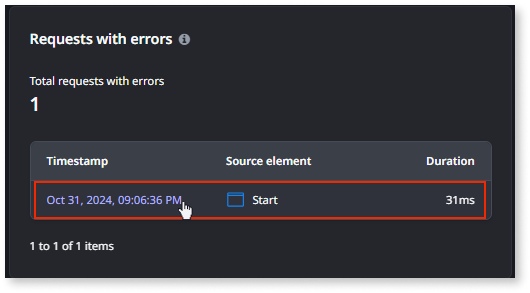 Requests with errors
Total requests with errors
1
Timestamp Source element Duration
Oct 31, 2024, 09:06:36 PM Start 31ms
1 to 1 of 1 items